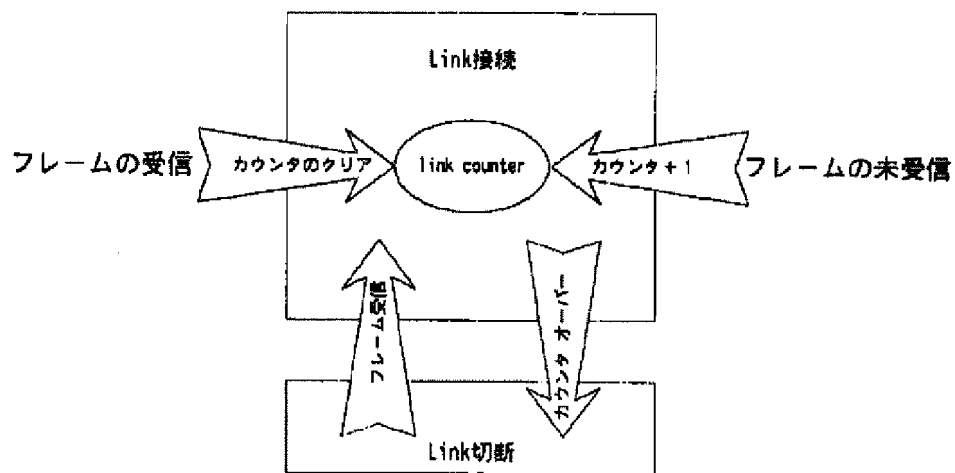 Link接続
フレームの受信
カウンタのクリア
link counter
カウンタ+1
フレームの未受信
フレーム受信
カウンタ オーバー
Link切断